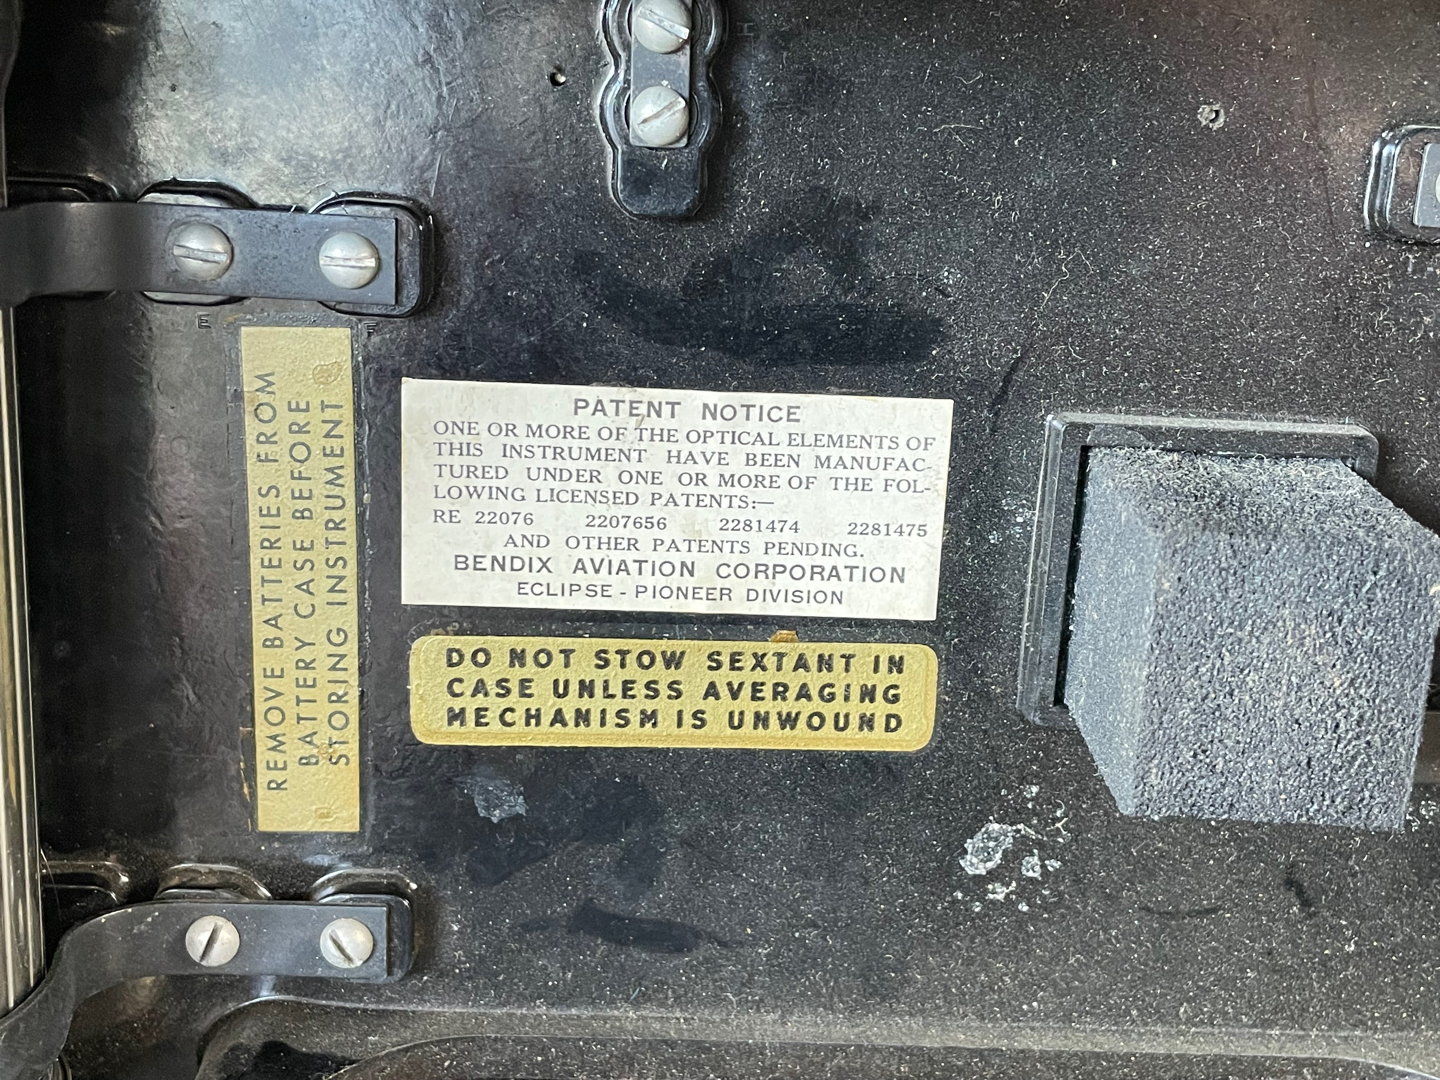 E
F
REMOVE BATTERIES FROM
BATTERY CASE BEFORE
STORING INSTRUMENT
PATENT NOTICE
ONE OR MORE OF THE OPTICAL ELEMENTS OF
THIS INSTRUMENT HAVE BEEN MANUFAC-
TURED UNDER ONE OR MORE OF THE FOL-
LOWING LICENSED PATENTS:—
RE 22076 2207656 2281474 2281475
AND OTHER PATENTS PENDING.
BENDIX AVIATION CORPORATION
ECLIPSE - PIONEER DIVISION
DO NOT STOW SEXTANT IN
CASE UNLESS AVERAGING
MECHANISM IS UNWOUND